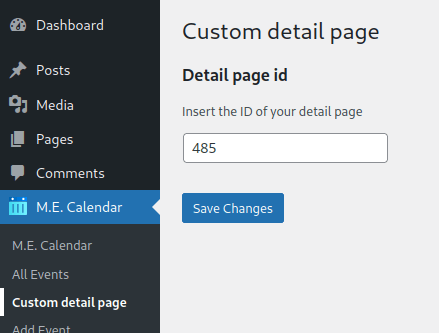 Dashboard
Posts
Media
Pages
Comments
M.E. Calendar
M.E. Calendar
All Events
Custom detail page
Add Event
Custom detail page
Detail page id
Insert the ID of your detail page
485
Save Changes